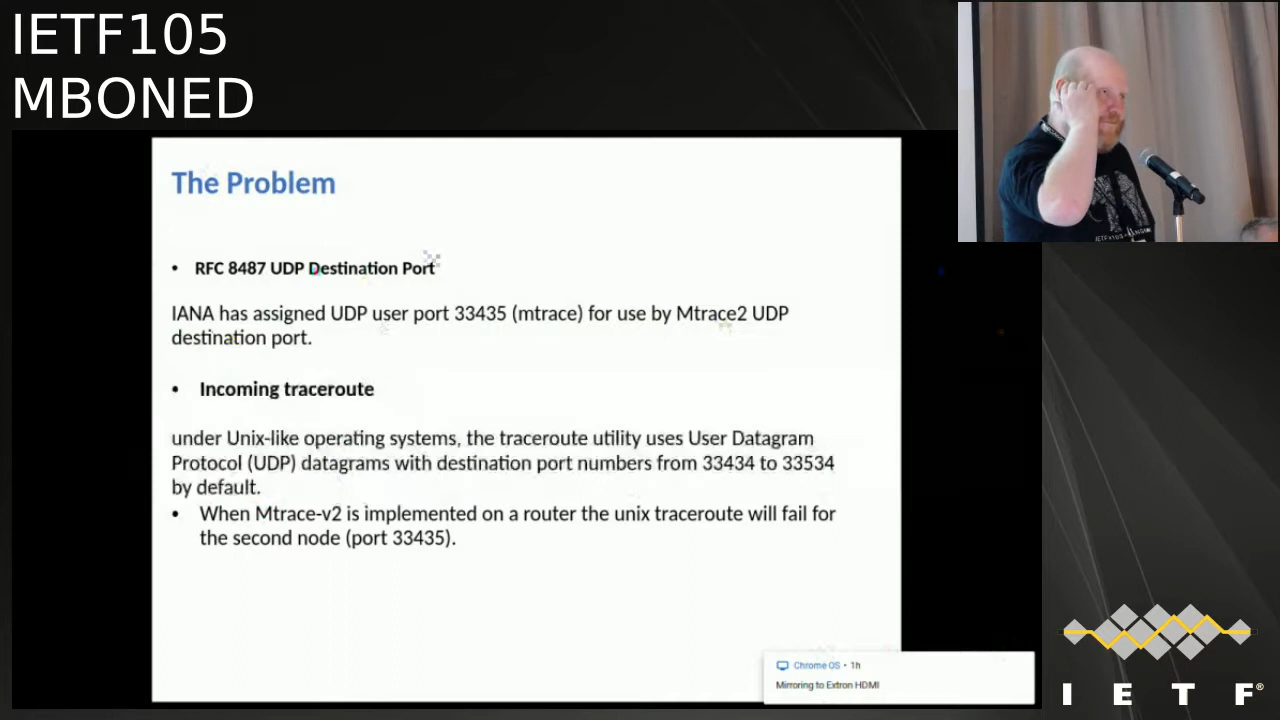 IETF105
MBONED
The Problem
• RFC 8487 UDP Destination Port
IANA has assigned UDP user port 33435 (mtrace) for use by Mtrace2 UDP
destination port.
• Incoming traceroute
under Unix-like operating systems, the traceroute utility uses User Datagram
Protocol (UDP) datagrams with destination port numbers from 33434 to 33534
by default.
• When Mtrace-v2 is implemented on a router the unix traceroute will fail for
the second node (port 33435).
Chrome OS • 1h
Mirroring to Extron HDMI
I E T F®